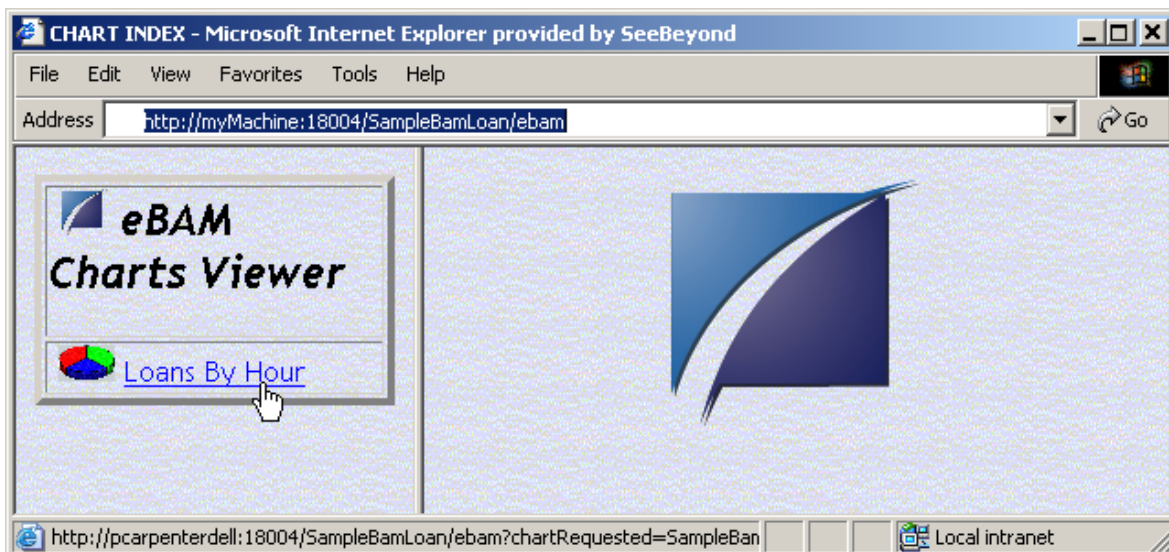 CHART INDEX - Microsoft Internet Explorer provided by SeeBeyond
File Edit View Favorites Tools Help
Address http://myMachine:18004/SampleBamLoan/ebam Go
eBAM
Charts Viewer
Loans By Hour
http://pcarpenterdell:18004/SampleBamLoan/ebam?chartRequested=SampleBan Local intranet